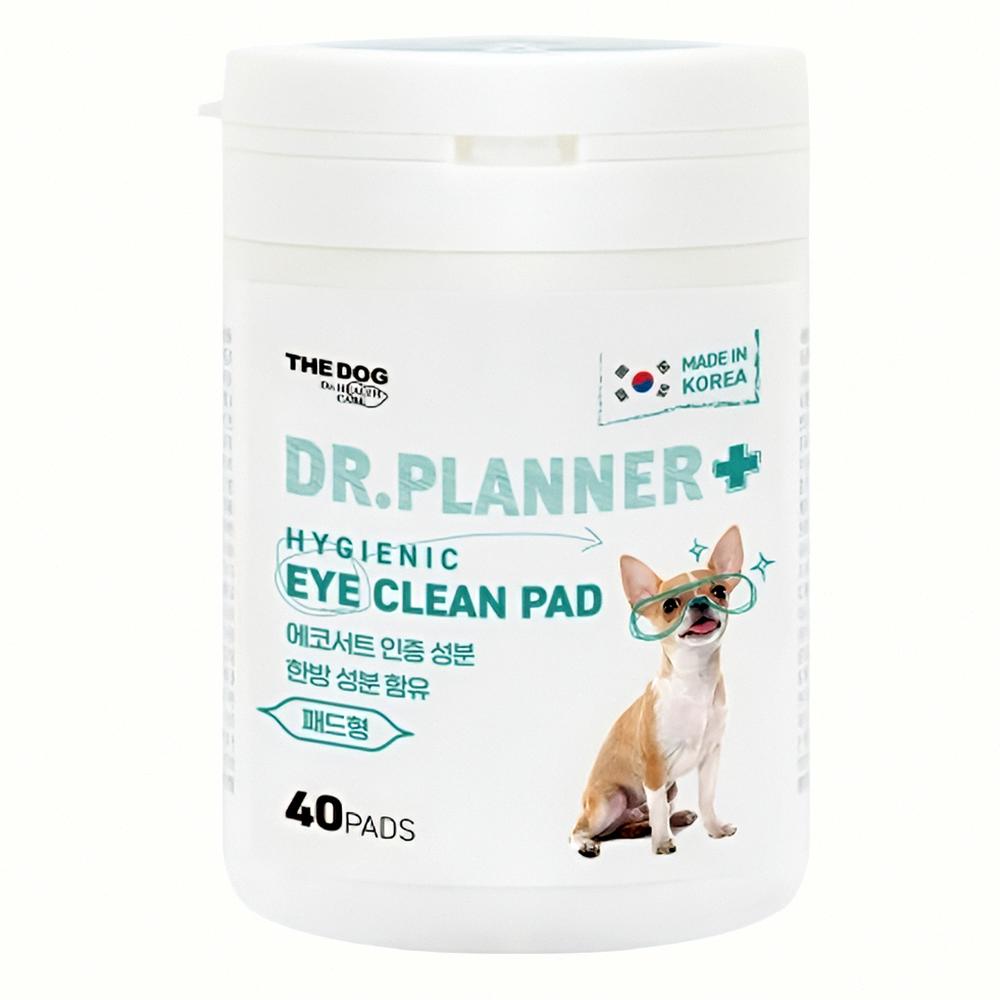 THE DOG
MADE IN
KOREA
DR.PLANNER
HYGIENIC
EYE CLEAN PAD
에코서트 인증 성분
한방 성분 함유
패드형
40PADS